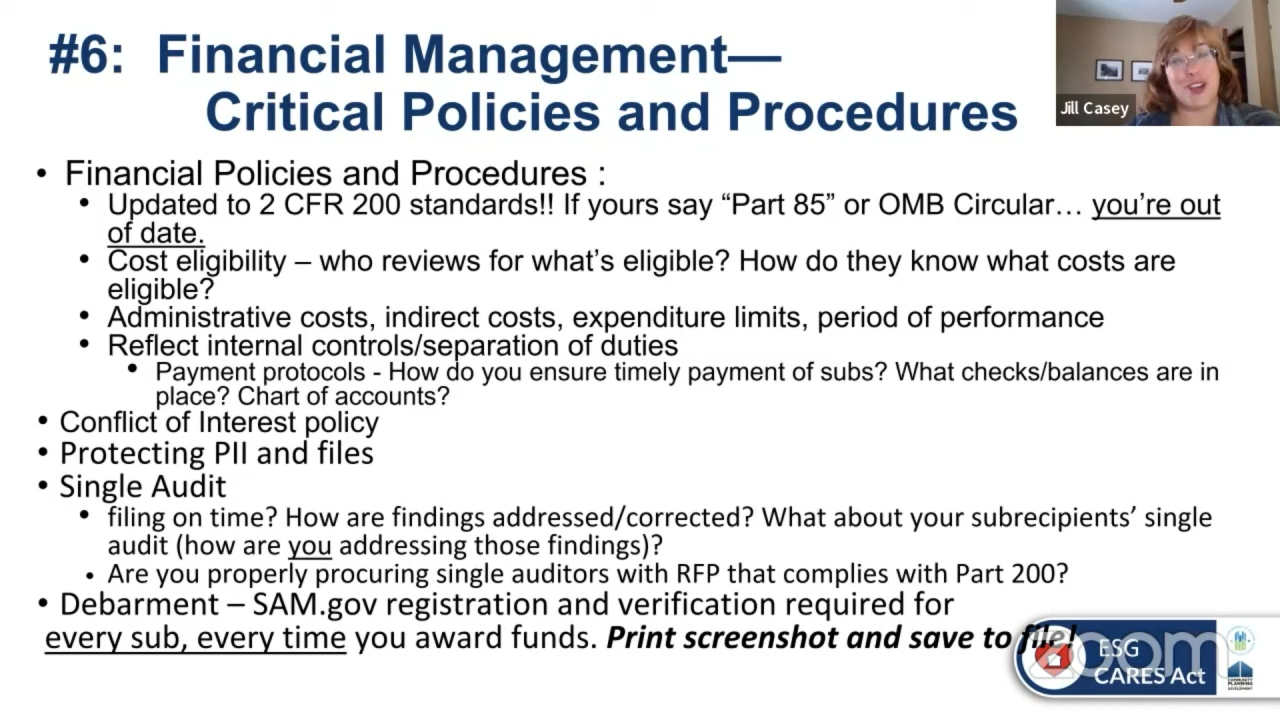 #6: Financial Management—
Critical Policies and Procedures
Jill Casey
• Financial Policies and Procedures :
• Updated to 2 CFR 200 standards!! If yours say “Part 85” or OMB Circular… you’re out
of date.
• Cost eligibility – who reviews for what’s eligible? How do they know what costs are
eligible?
• Administrative costs, indirect costs, expenditure limits, period of performance
• Reflect internal controls/separation of duties
• Payment protocols - How do you ensure timely payment of subs? What checks/balances are in
place? Chart of accounts?
• Conflict of Interest policy
• Protecting PII and files
• Single Audit
• filing on time? How are findings addressed/corrected? What about your subrecipients’ single
audit (how are you addressing those findings)?
• Are you properly procuring single auditors with RFP that complies with Part 200?
• Debarment – SAM.gov registration and verification required for
every sub, every time you award funds. Print screenshot and save to file!
zoom
ESG
CARES Act
COMMUNITY
PLANNING
DEVELOPMENT